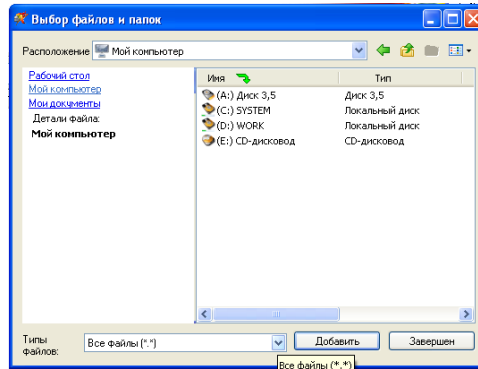 Выбор файлов и папок
Расположение Мой компьютер
Рабочий стол
Мой компьютер
Мои документы
Детали файла:
Мой компьютер
Имя Тип
(A:) Диск 3,5 Диск 3,5
(C:) SYSTEM Локальный диск
(D:) WORK Локальный диск
(E:) CD-дисковод CD-дисковод
Типы файлов: Все файлы (*.*) Добавить Завершен
Все файлы (*.*)